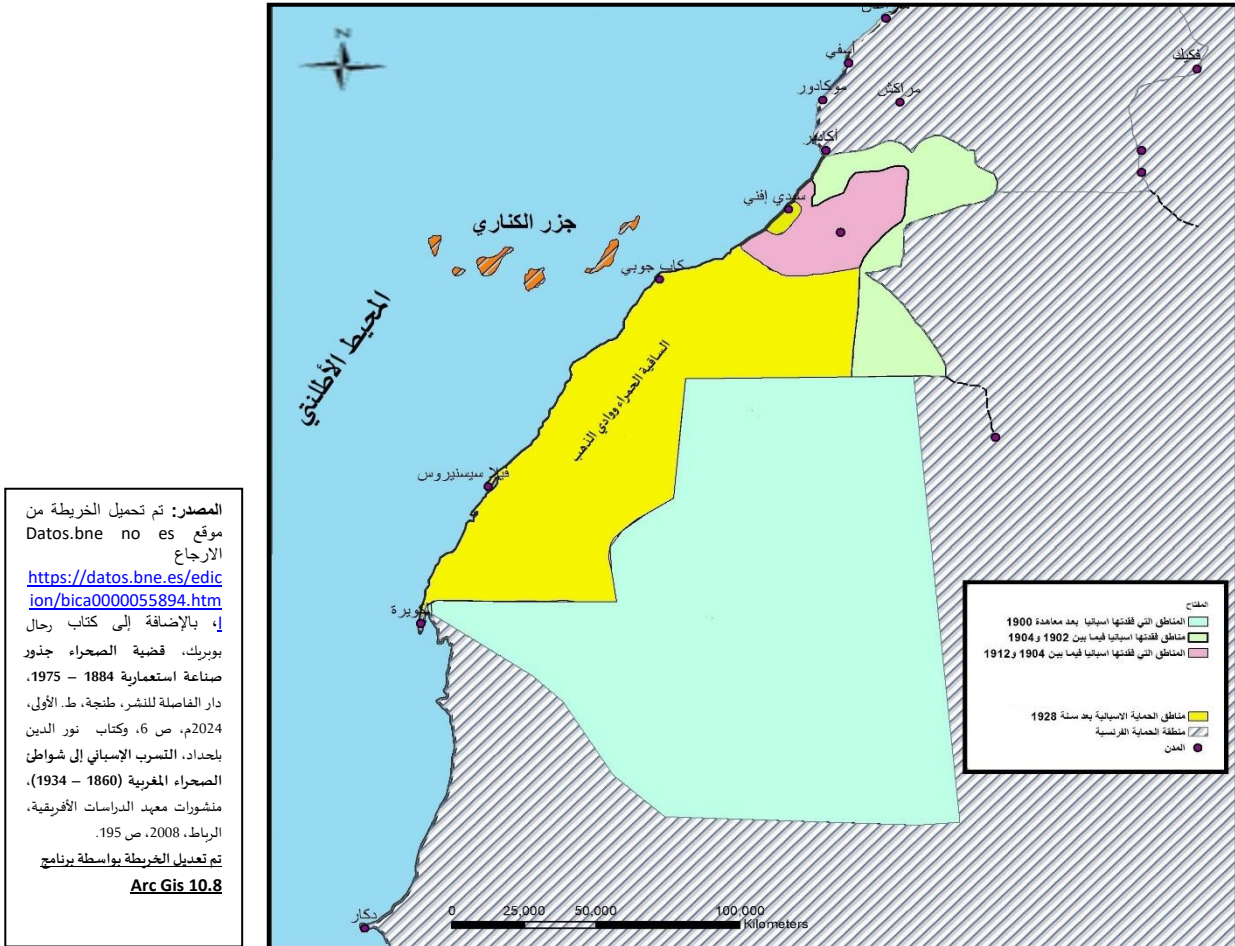 أسفي
موكادور
مراكش
فكيك
أكادير
سيدي إفني
جزر الكناري
كاب جوبي
المحيط الأطلنتي
الساقية الحمراء ووادي الذهب
فيلا سيسنيروس
لكويرة
دكار
N
0 25,000 50,000 100,000
Kilometers
المفتاح
المناطق التي فقدتها اسبانيا بعد معاهدة 1900
مناطق فقدتها اسبانيا فيما بين 1902 و1904
المناطق التي فقدتها اسبانيا فيما بين 1904 و1912
مناطق الحماية الاسبانية بعد سنة 1928
منطقة الحماية الفرنسية
المدن
المصدر: تم تحميل الخريطة من
موقع Datos.bne no es
الارجاع
https://datos.bne.es/edic
ion/bica0000055894.htm
l، بالإضافة إلى كتاب رحال
بوبريك، قضية الصحراء جذور
صناعة استعمارية 1884 – 1975،
دار الفاصلة للنشر، طنجة، ط. الأولى،
2024م، ص 6، وكتاب نور الدين
بلحداد، التسرب الإسباني إلى شواطئ
الصحراء المغربية (1860 – 1934)،
منشورات معهد الدراسات الأفريقية،
الرباط، 2008، ص 195.
تم تعديل الخريطة بواسطة برنامج
Arc Gis 10.8